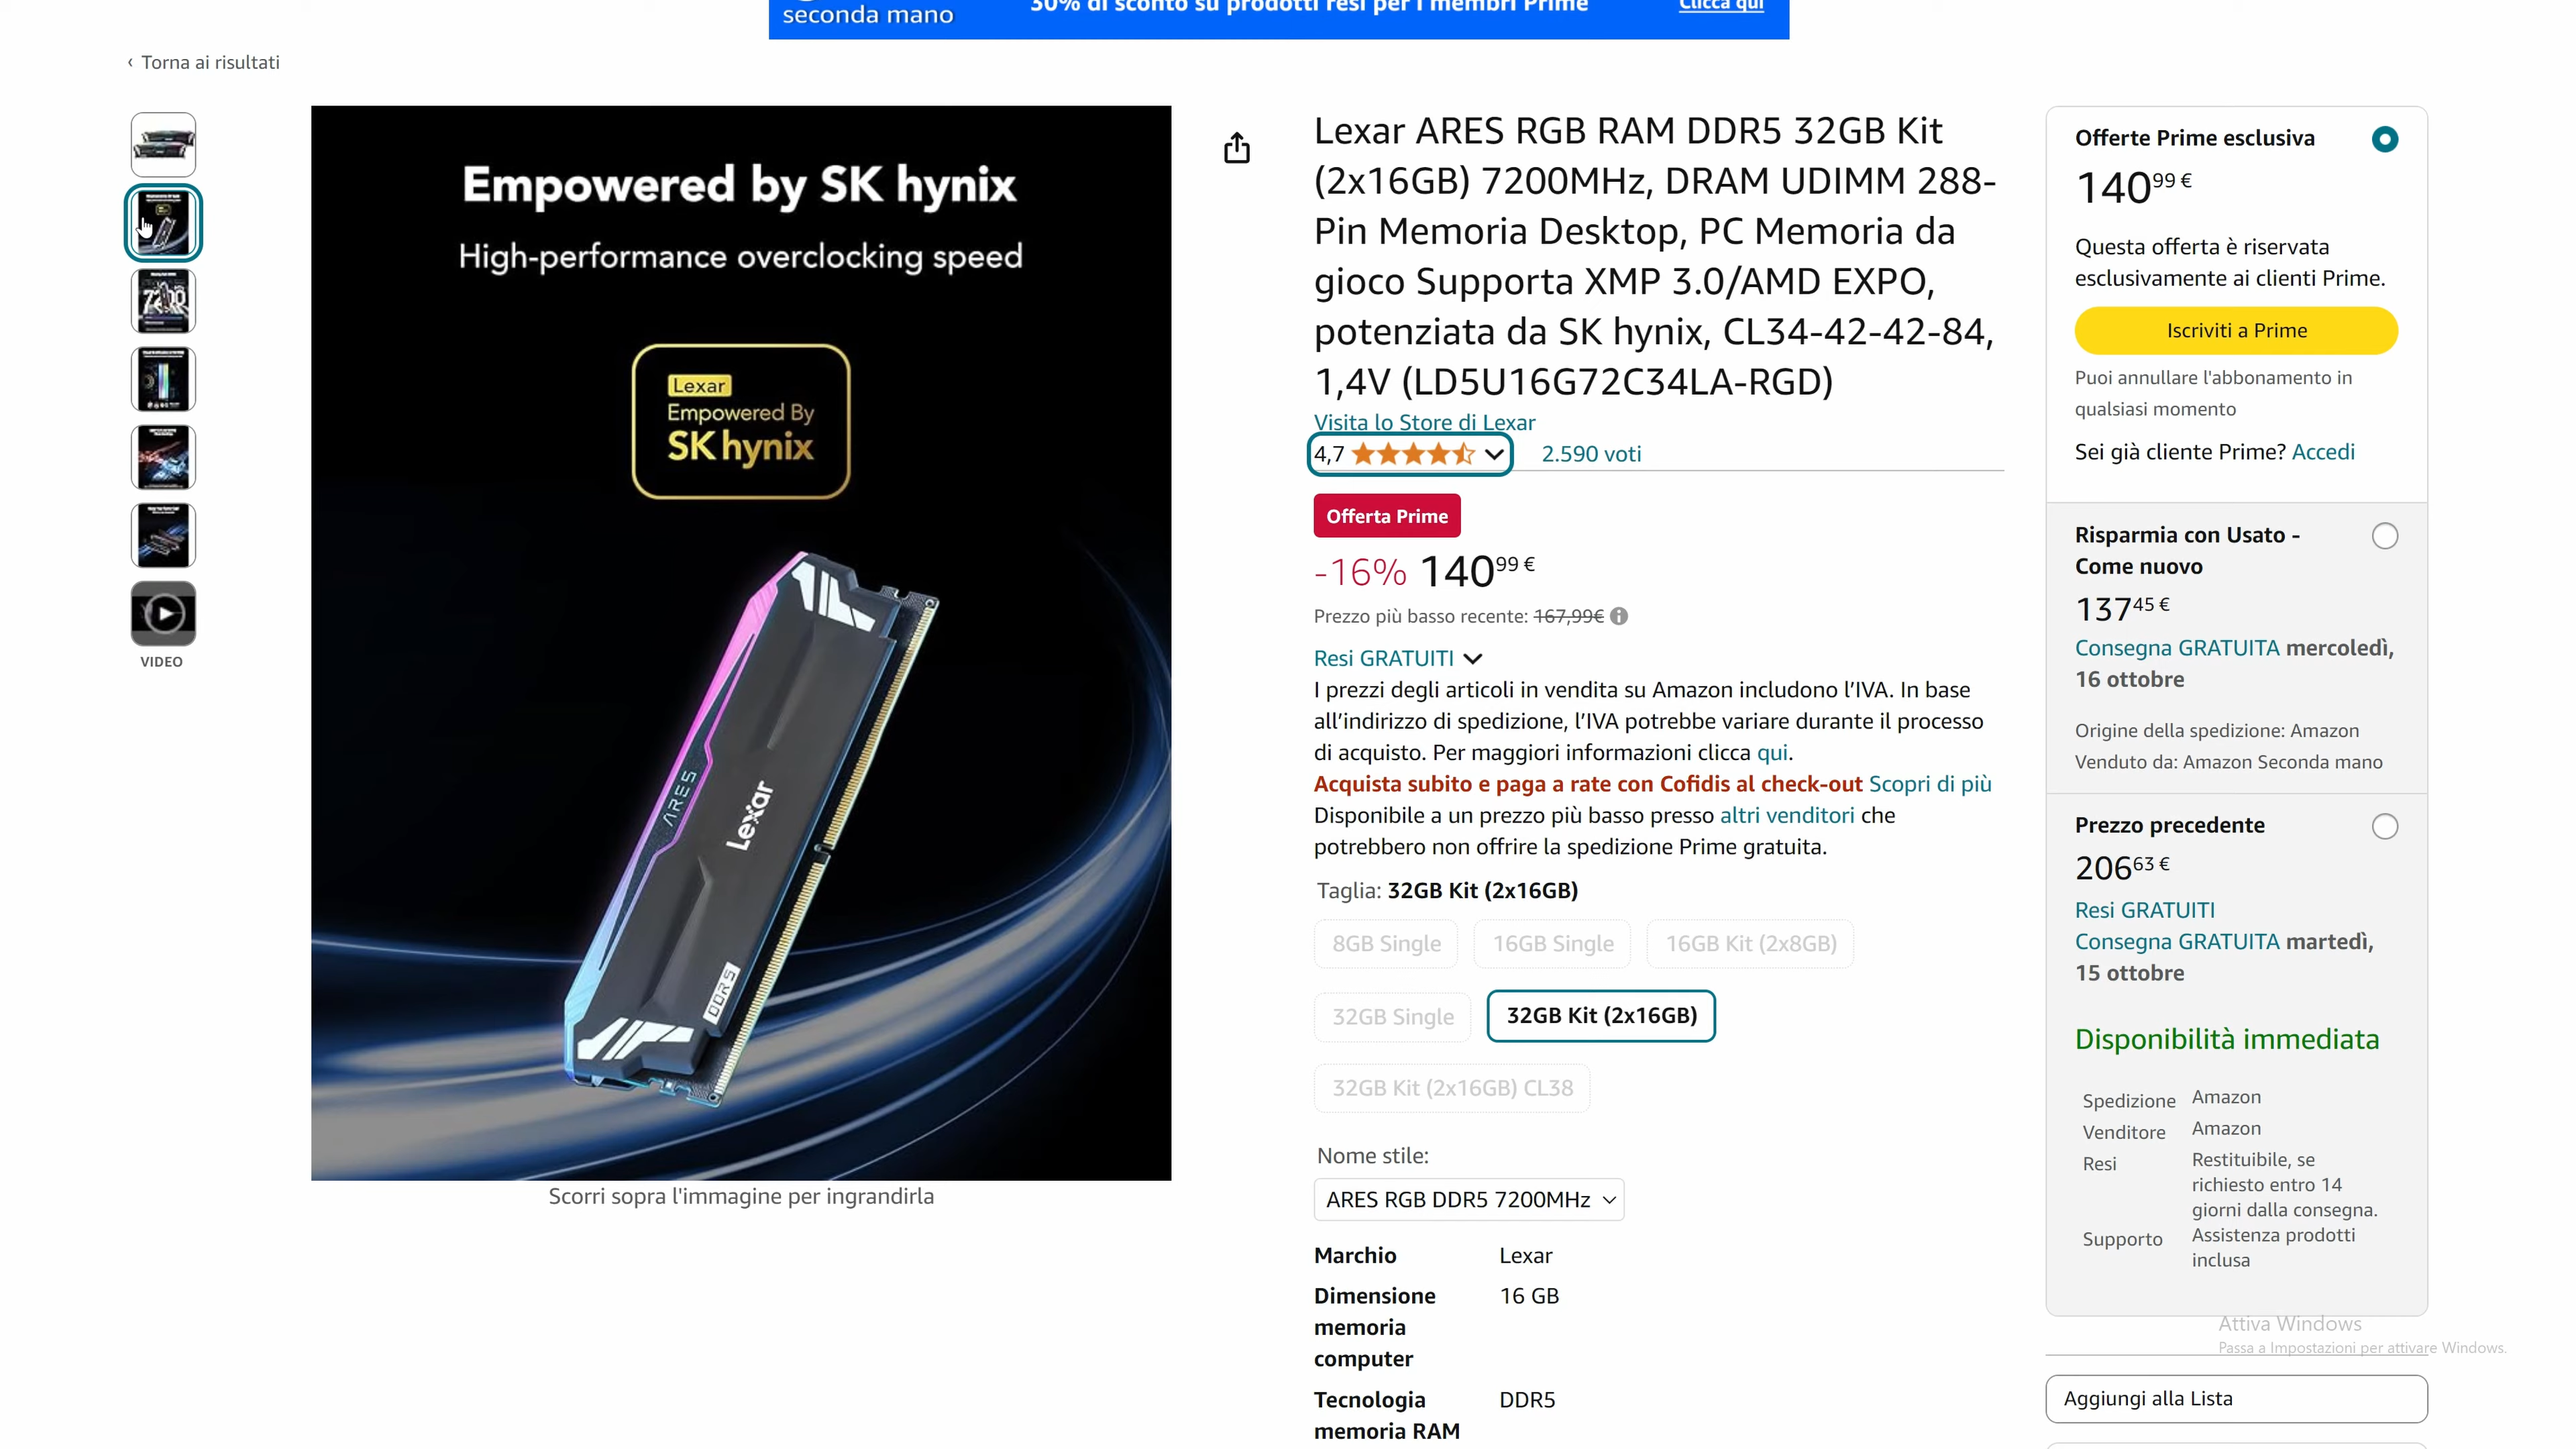 seconda mano
30% di sconto su prodotti resi per i membri Prime
Clicca qui
‹ Torna ai risultati
Empowered by SK hynix
High-performance overclocking speed
Lexar
Empowered By
SK hynix
ARES
Lexar
DDR5
Scorri sopra l'immagine per ingrandirla
VIDEO
Lexar ARES RGB RAM DDR5 32GB Kit
(2x16GB) 7200MHz, DRAM UDIMM 288-
Pin Memoria Desktop, PC Memoria da
gioco Supporta XMP 3.0/AMD EXPO,
potenziata da SK hynix, CL34-42-42-84,
1,4V (LD5U16G72C34LA-RGD)
Visita lo Store di Lexar
4,7 2.590 voti
Offerta Prime
-16% 140,99 €
Prezzo più basso recente: 167,99€
Resi GRATUITI
I prezzi degli articoli in vendita su Amazon includono l’IVA. In base
all’indirizzo di spedizione, l’IVA potrebbe variare durante il processo
di acquisto. Per maggiori informazioni clicca qui.
Acquista subito e paga a rate con Cofidis al check-out Scopri di più
Disponibile a un prezzo più basso presso altri venditori che
potrebbero non offrire la spedizione Prime gratuita.
Taglia: 32GB Kit (2x16GB)
8GB Single 16GB Single 16GB Kit (2x8GB)
32GB Single 32GB Kit (2x16GB)
32GB Kit (2x16GB) CL38
Nome stile:
ARES RGB DDR5 7200MHz
Marchio Lexar
Dimensione 16 GB
memoria
computer
Tecnologia DDR5
memoria RAM
Offerte Prime esclusiva
140 99 €
Questa offerta è riservata
esclusivamente ai clienti Prime.
Iscriviti a Prime
Puoi annullare l'abbonamento in
qualsiasi momento
Sei già cliente Prime? Accedi
Risparmia con Usato -
Come nuovo
137 45 €
Consegna GRATUITA mercoledì,
16 ottobre
Origine della spedizione: Amazon
Venduto da: Amazon Seconda mano
Prezzo precedente
206 63 €
Resi GRATUITI
Consegna GRATUITA martedì,
15 ottobre
Disponibilità immediata
Spedizione Amazon
Venditore Amazon
Resi Restituibile, se
richiesto entro 14
giorni dalla consegna.
Supporto Assistenza prodotti
inclusa
Attiva Windows
Passa a Impostazioni per attivare Windows.
Aggiungi alla Lista